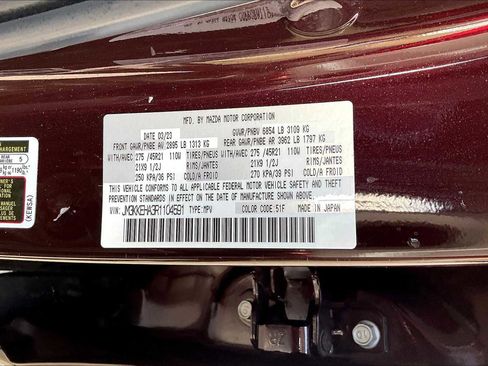 MFD. BY MAZDA MOTOR CORPORATION
DATE 03/23 GVWR/PNBV 6854 LB 3109 KG
FRONT GAWR/PNBE AV 2895 LB 1313 KG REAR GAWR/PNBE AR 3962 LB 1797 KG
WITH/AVEC 275 /45R21 110W TIRES/PNEUS WITH/AVEC 275 /45R21 110W TIRES/PNEUS
21X9 1/2J RIMS/JANTES 21X9 1/2J RIMS/JANTES
250 KPA/36 PSI COLD/A FROID 270 KPA/39 PSI COLD/A FROID
THIS VEHICLE CONFORMS TO ALL APPLICABLE FEDERAL MOTOR VEHICLE SAFETY AND THEFT
PREVENTION STANDARDS IN EFFECT ON THE DATE OF MANUFACTURE SHOWN ABOVE.
VIN: JM3KKEHA3R1104591 TYPE:MPV COLOR CODE:51F MADE IN JAPAN
(KEWSA)